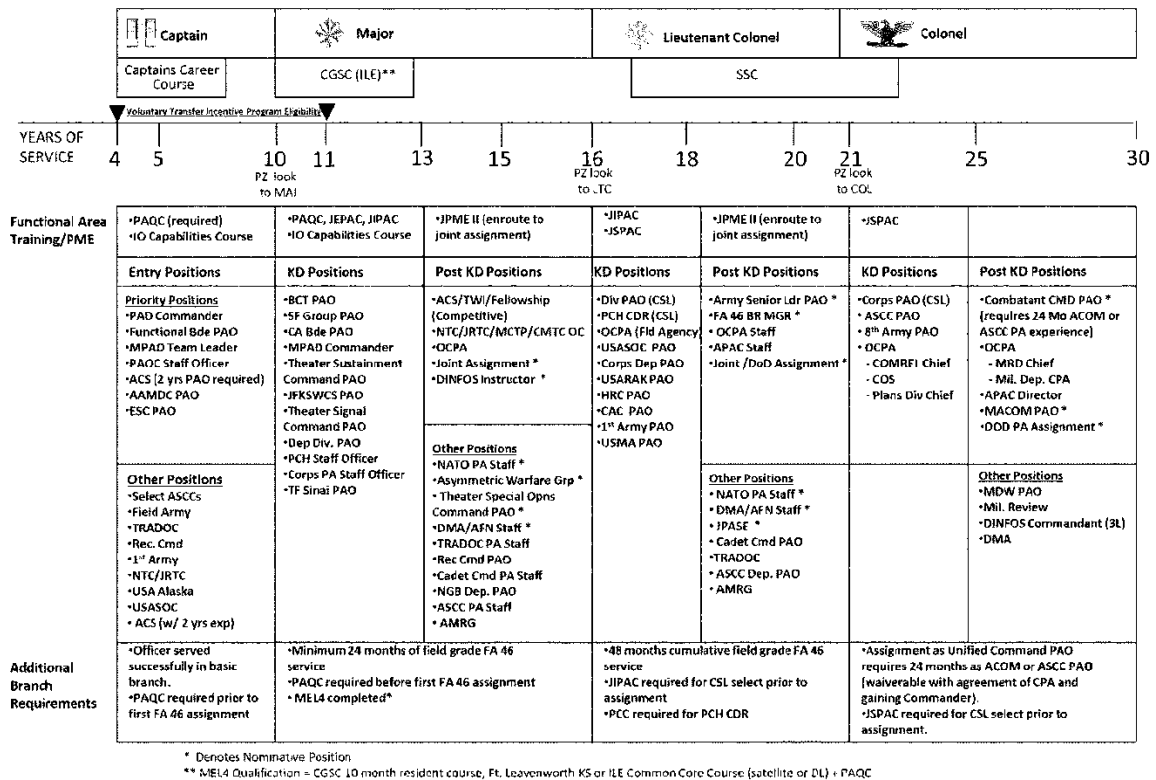 Captain
Major
Lieutenant Colonel
Colonel
Captains Career
Course
CGSC (ILE)**
SSC
Voluntary Transfer Incentive Program Eligibility
YEARS OF
SERVICE
4 5 10 11 13 15 16 18 20 21 25 30
PZ look
to MAJ
PZ look
to LTC
PZ look
to COL
Functional Area
Training/PME
•PAQC (required)
•IO Capabilities Course
•PAQC, JEPAC, JIPAC
•IO Capabilities Course
•JPME II (enroute to
joint assignment)
•JIPAC
•JSPAC
•JPME II (enroute to
joint assignment)
•JSPAC
Entry Positions
KD Positions
Post KD Positions
KD Positions
Post KD Positions
KD Positions
Post KD Positions
Priority Positions
•PAD Commander
•Functional Bde PAO
•MPAD Team Leader
•PAOC Staff Officer
•ACS (2 yrs PAO required)
•AAMDC PAO
•ESC PAO
Other Positions
•Select ASCCs
•Field Army
•TRADOC
•Rec. Cmd
•1st Army
•NTC/JRTC
•USA Alaska
•USASOC
• ACS (w/ 2 yrs exp)
•BCT PAO
•SF Group PAO
•CA Bde PAO
•MPAD Commander
•Theater Sustainment
Command PAO
•JFKSWCS PAO
•Theater Signal
Command PAO
•Dep Div. PAO
•PCH Staff Officer
•Corps PA Staff Officer
•TF Sinai PAO
•ACS/TWI/Fellowship
(Competitive)
•NTC/JRTC/MCTP/CMTC OC
•OCPA
•Joint Assignment *
•DINFOS Instructor *
Other Positions
•NATO PA Staff *
•Asymmetric Warfare Grp *
• Theater Special Opns
Command PAO *
•DMA/AFN Staff *
•TRADOC PA Staff
•Rec Cmd PAO
•Cadet Cmd PA Staff
•NGB Dep. PAO
•ASCC PA Staff
• AMRG
•Div PAO (CSL)
•PCH CDR (CSL)
•OCPA (Fld Agency)
•USASOC PAO
•Corps Dep PAO
•USARAK PAO
•HRC PAO
•CAC PAO
•1st Army PAO
•USMA PAO
•Army Senior Ldr PAO *
•FA 46 BR MGR *
• OCPA Staff
• APAC Staff
•Joint /DoD Assignment *
Other Positions
• NATO PA Staff *
• DMA/AFN Staff *
•JPASE *
• Cadet Cmd PAO
•TRADOC
• ASCC Dep. PAO
• AMRG
•Corps PAO (CSL)
•ASCC PAO
• 8th Army PAO
• OCPA
- COMREL Chief
- COS
- Plans Div Chief
•Combatant CMD PAO *
(requires 24 Mo ACOM or
ASCC PA experience)
•OCPA
- MRD Chief
- Mil. Dep. CPA
•APAC Director
•MACOM PAO *
•DOD PA Assignment *
Other Positions
•MDW PAO
•Mil. Review
•DINFOS Commandant (3L)
•DMA
Additional
Branch
Requirements
•Officer served
successfully in basic
branch.
•PAQC required prior to
first FA 46 assignment
•Minimum 24 months of field grade FA 46
service
•PAQC required before first FA 46 assignment
• MEL4 completed*
•48 months cumulative field grade FA 46
service
•JIPAC required for CSL select prior to
assignment
•PCC required for PCH CDR
•Assignment as Unified Command PAO
requires 24 months as ACOM or ASCC PAO
(waiverable with agreement of CPA and
gaining Commander).
•JSPAC required for CSL select prior to
assignment.
* Denotes Nominative Position
** MEL4 Qualification = CGSC 10 month resident course, Ft. Leavenworth KS or ILE Common Core Course (satellite or DL) + PAQC